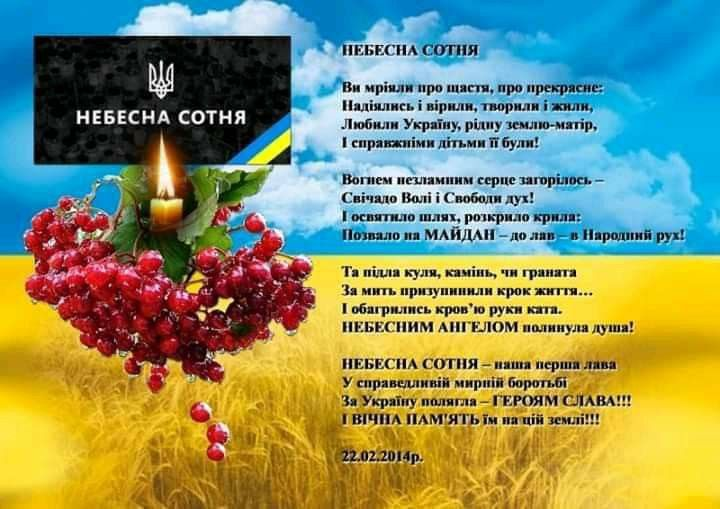 НЕБЕСНА СОТНЯ
НЕБЕСНА СОТНЯ
Ви мріяли про щастя, про прекрасне:
Надіялись і вірили, творили і жили,
Любили Україну, рідну землю-матір,
І справжніми дітьми її були!
Вогнем незламним серце загорілось –
Свічадо Волі і Свободи дух!
І освятило шлях, розкрило крила:
Позвало на МАЙДАН – до лав – в Народний рух!
Та підла куля, камінь, чи граната
За мить призупинили крок життя...
І обагрились кров'ю руки ката.
НЕБЕСНИМ АНГЕЛОМ полинула душа!
НЕБЕСНА СОТНЯ – наша перша лава
У справедливій мирній боротьбі
За Україну полягла – ГЕРОЯМ СЛАВА!!!
І ВІЧНА ПАМ'ЯТЬ їм на цій землі!!!
22.02.2014р.